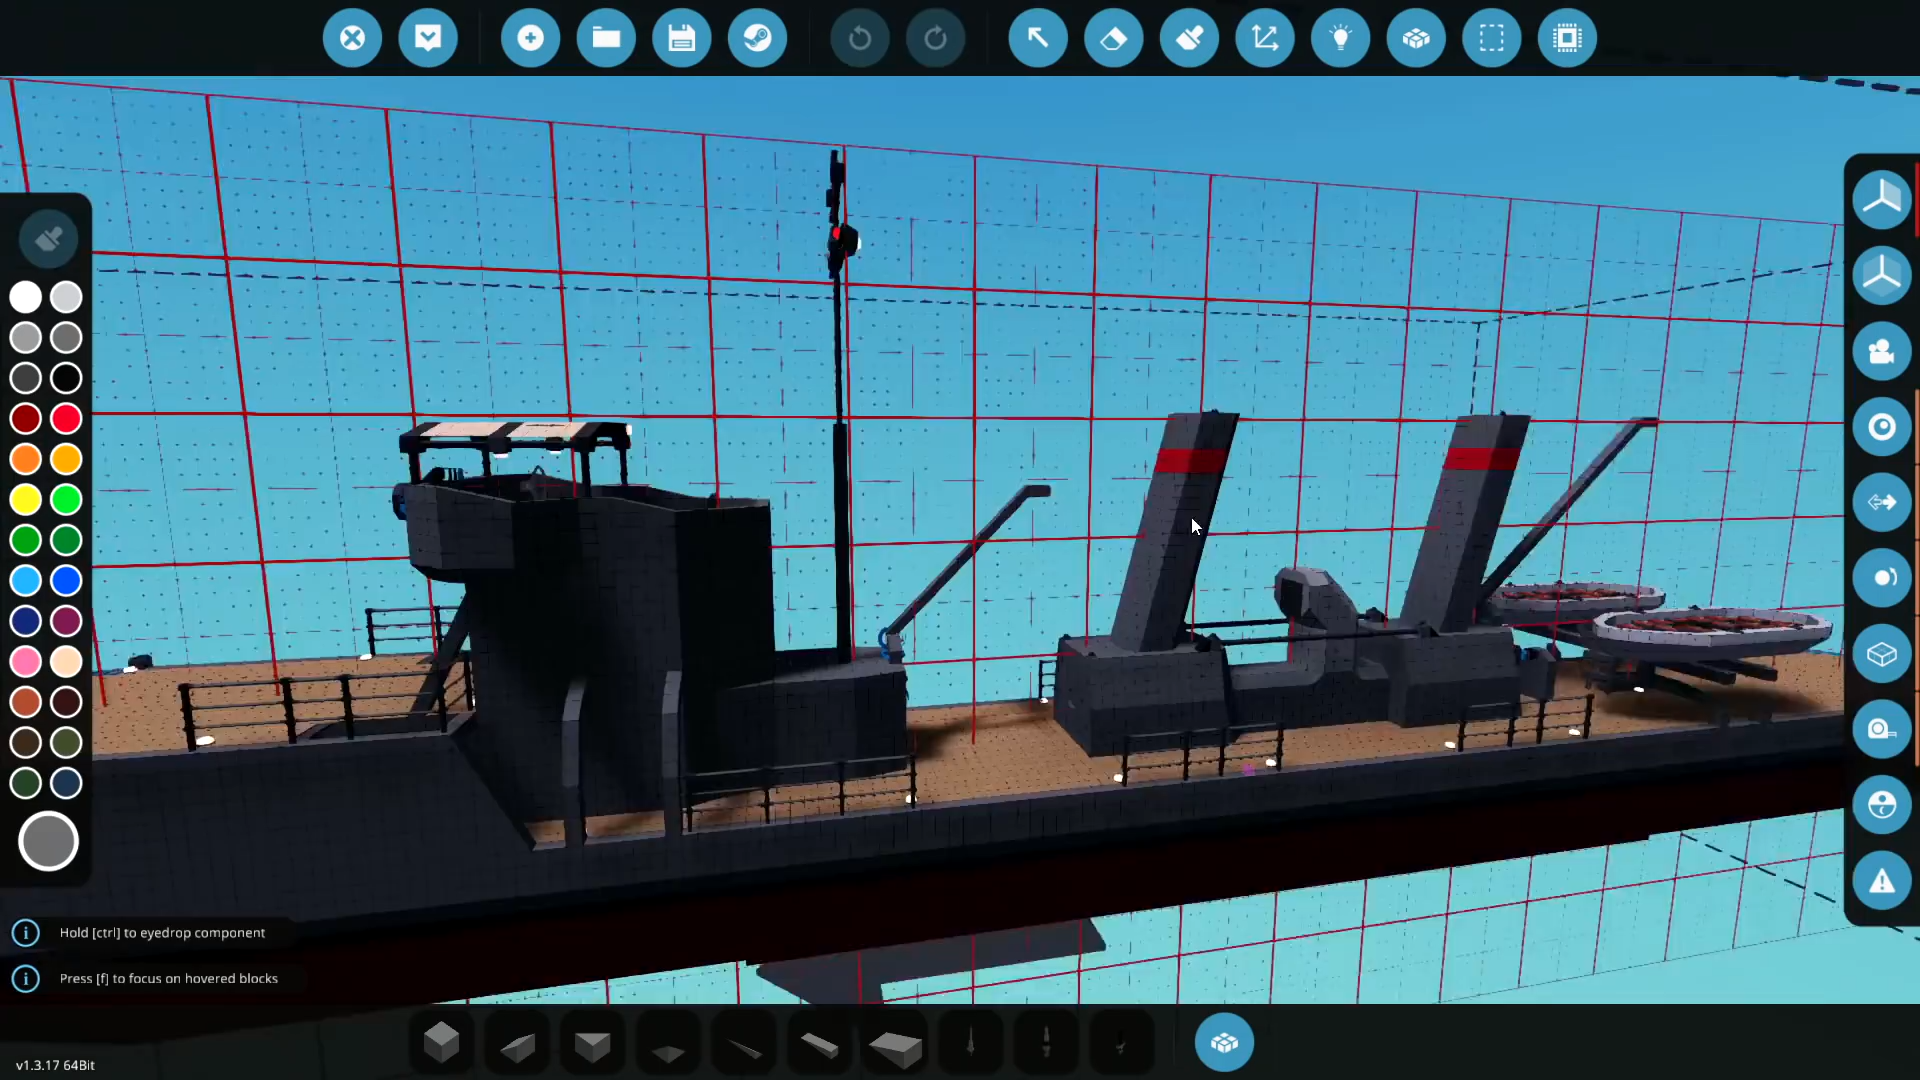 Hold [ctrl] to eyedrop component
Press [f] to focus on hovered blocks
v1.3.17 64Bit